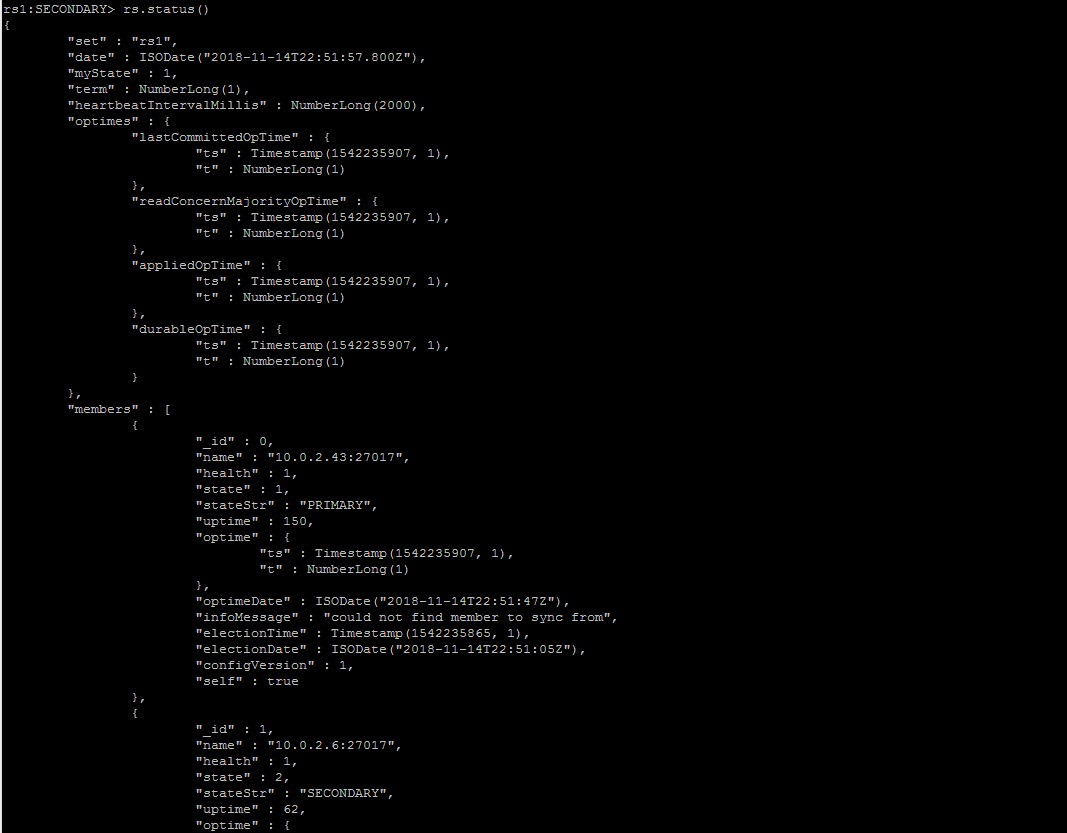 rs1:SECONDARY> rs.status()
{
        "set" : "rs1",
        "date" : ISODate("2018-11-14T22:51:57.800Z"),
        "myState" : 1,
        "term" : NumberLong(1),
        "heartbeatIntervalMillis" : NumberLong(2000),
        "optimes" : {
                "lastCommittedOpTime" : {
                        "ts" : Timestamp(1542235907, 1),
                        "t" : NumberLong(1)
                },
                "readConcernMajorityOpTime" : {
                        "ts" : Timestamp(1542235907, 1),
                        "t" : NumberLong(1)
                },
                "appliedOpTime" : {
                        "ts" : Timestamp(1542235907, 1),
                        "t" : NumberLong(1)
                },
                "durableOpTime" : {
                        "ts" : Timestamp(1542235907, 1),
                        "t" : NumberLong(1)
                }
        },
        "members" : [
                {
                        "_id" : 0,
                        "name" : "10.0.2.43:27017",
                        "health" : 1,
                        "state" : 1,
                        "stateStr" : "PRIMARY",
                        "uptime" : 150,
                        "optime" : {
                                "ts" : Timestamp(1542235907, 1),
                                "t" : NumberLong(1)
                        },
                        "optimeDate" : ISODate("2018-11-14T22:51:47Z"),
                        "infoMessage" : "could not find member to sync from",
                        "electionTime" : Timestamp(1542235865, 1),
                        "electionDate" : ISODate("2018-11-14T22:51:05Z"),
                        "configVersion" : 1,
                        "self" : true
                },
                {
                        "_id" : 1,
                        "name" : "10.0.2.6:27017",
                        "health" : 1,
                        "state" : 2,
                        "stateStr" : "SECONDARY",
                        "uptime" : 62,
                        "optime" : {